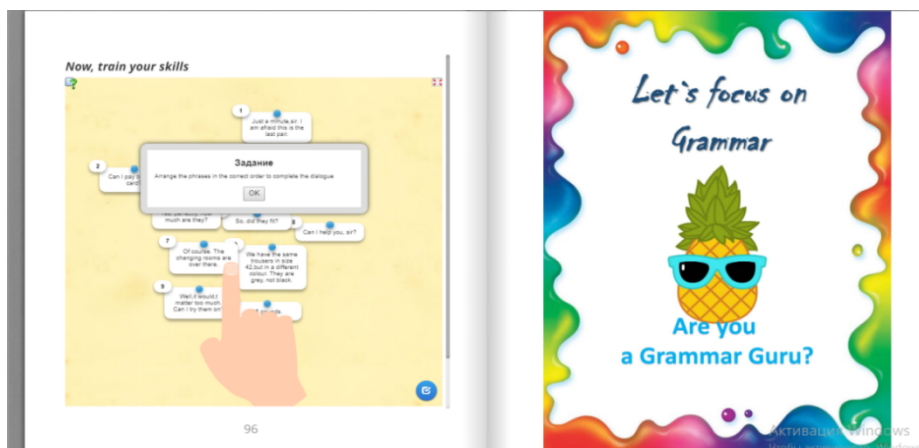 Now, train your skills
1
Just a minute,sir. I
am afraid this is the
last pair.
Задание
Arrange the phrases in the correct order to complete the dialogue
OK
2
Can I pay
card?
much are they?
So, did they fit?
Can I held you, sir?
7
Of course. The
changing rooms are
over there.
We have the same
trousers in size
42,but in a different
colour. They are
grey, not black.
9
Well,it would,t
matter too much.
Can I try them on
96
Let`s focus on
Grammar
Are you
a Grammar Guru?
Активация Windows